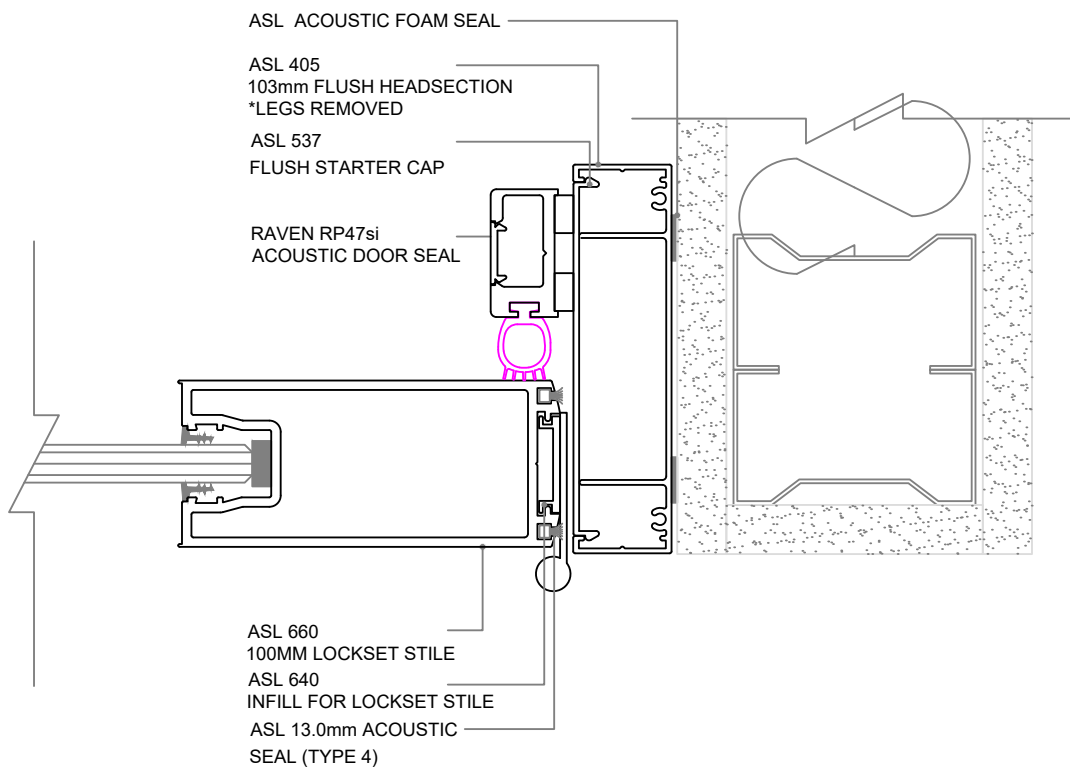 ASL ACOUSTIC FOAM SEAL
ASL 405
103mm FLUSH HEADSECTION
*LEGS REMOVED
ASL 537
FLUSH STARTER CAP
RAVEN RP47si
ACOUSTIC DOOR SEAL
ASL 660
100MM LOCKSET STILE
ASL 640
INFILL FOR LOCKSET STILE
ASL 13.0mm ACOUSTIC
SEAL (TYPE 4)